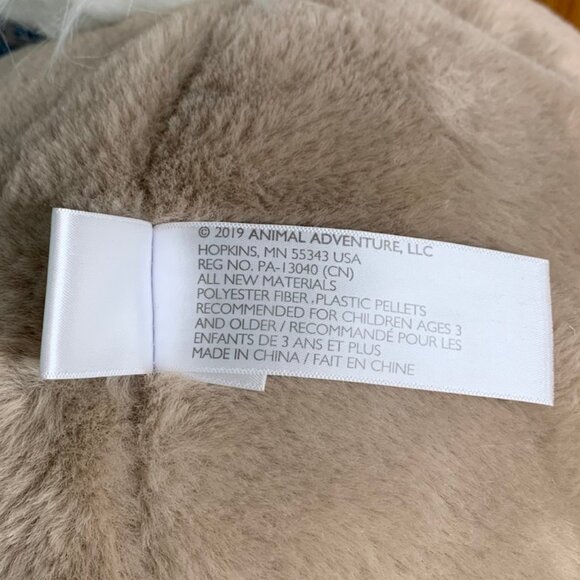 © 2019 ANIMAL ADVENTURE, LLC
HOPKINS, MN 55343 USA
REG NO. PA-13040 (CN)
ALL NEW MATERIALS
POLYESTER FIBER ,PLASTIC PELLETS
RECOMMENDED FOR CHILDREN AGES 3
AND OLDER / RECOMMANDÉ POUR LES
ENFANTS DE 3 ANS ET PLUS
MADE IN CHINA / FAIT EN CHINE